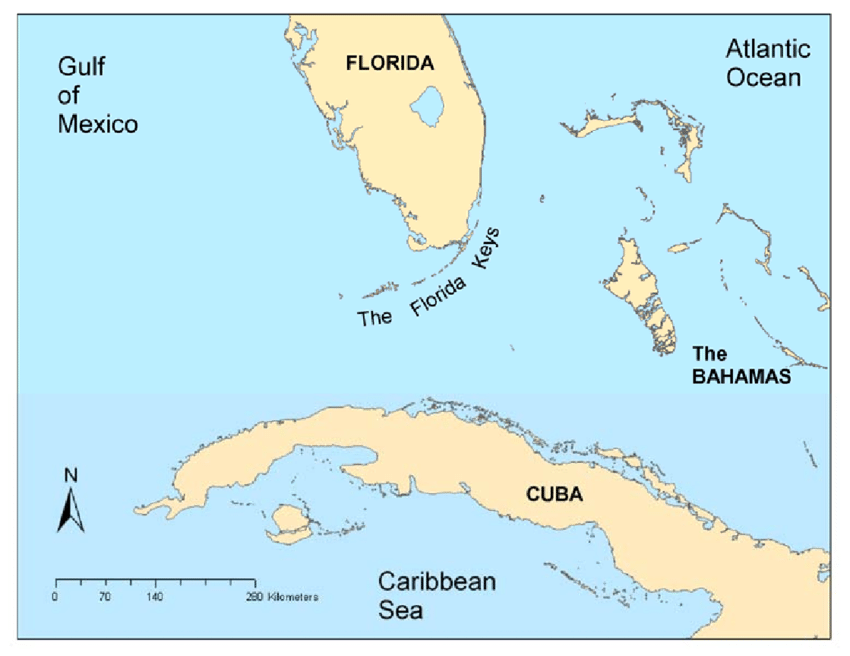 Gulf
of
Mexico
FLORIDA
Atlantic
Ocean
The Florida Keys
The
BAHAMAS
CUBA
N
0 70 140 280 Kilometers
Caribbean
Sea